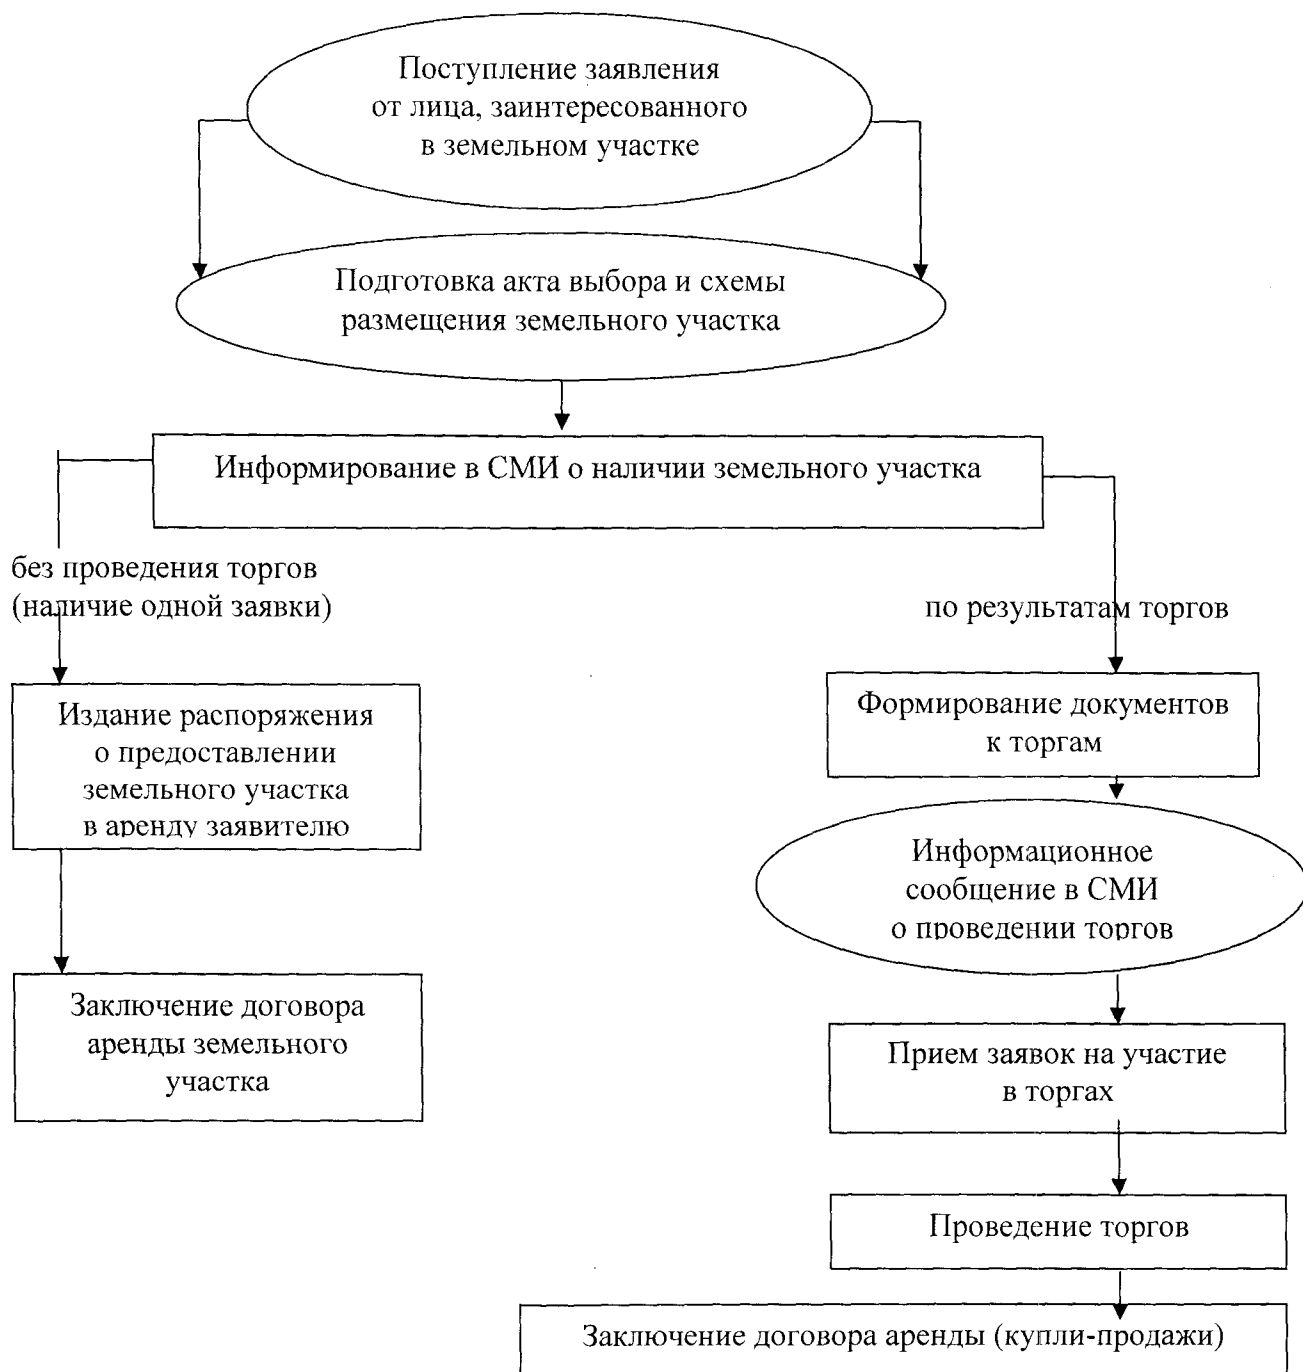 Поступление заявления
от лица, заинтересованного
в земельном участке
Подготовка акта выбора и схемы
размещения земельного участка
Информирование в СМИ о наличии земельного участка
без проведения торгов
(наличие одной заявки)
по результатам торгов
Издание распоряжения
о предоставлении
земельного участка
в аренду заявителю
Заключение договора
аренды земельного
участка
Формирование документов
к торгам
Информационное
сообщение в СМИ
о проведении торгов
Прием заявок на участие
в торгах
Проведение торгов
Заключение договора аренды (купли-продажи)